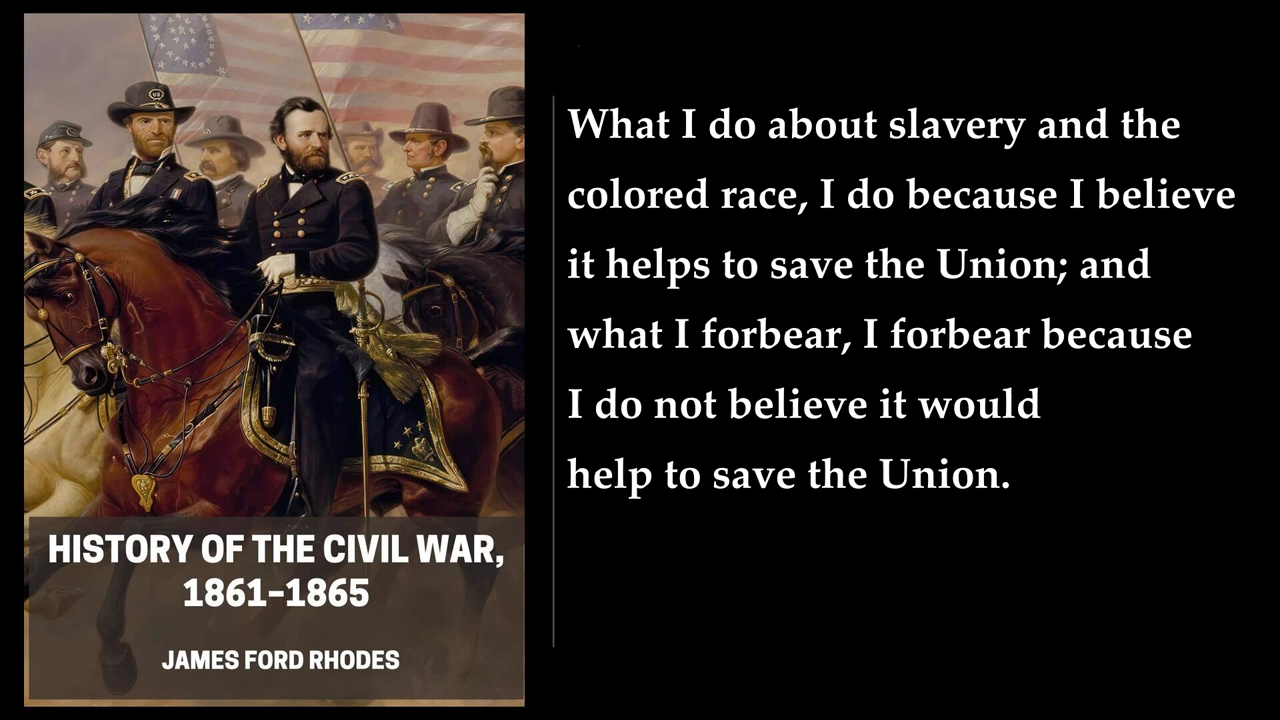 HISTORY OF THE CIVIL WAR,
1861–1865
JAMES FORD RHODES
What I do about slavery and the
colored race, I do because I believe
it helps to save the Union; and
what I forbear, I forbear because
I do not believe it would
help to save the Union.